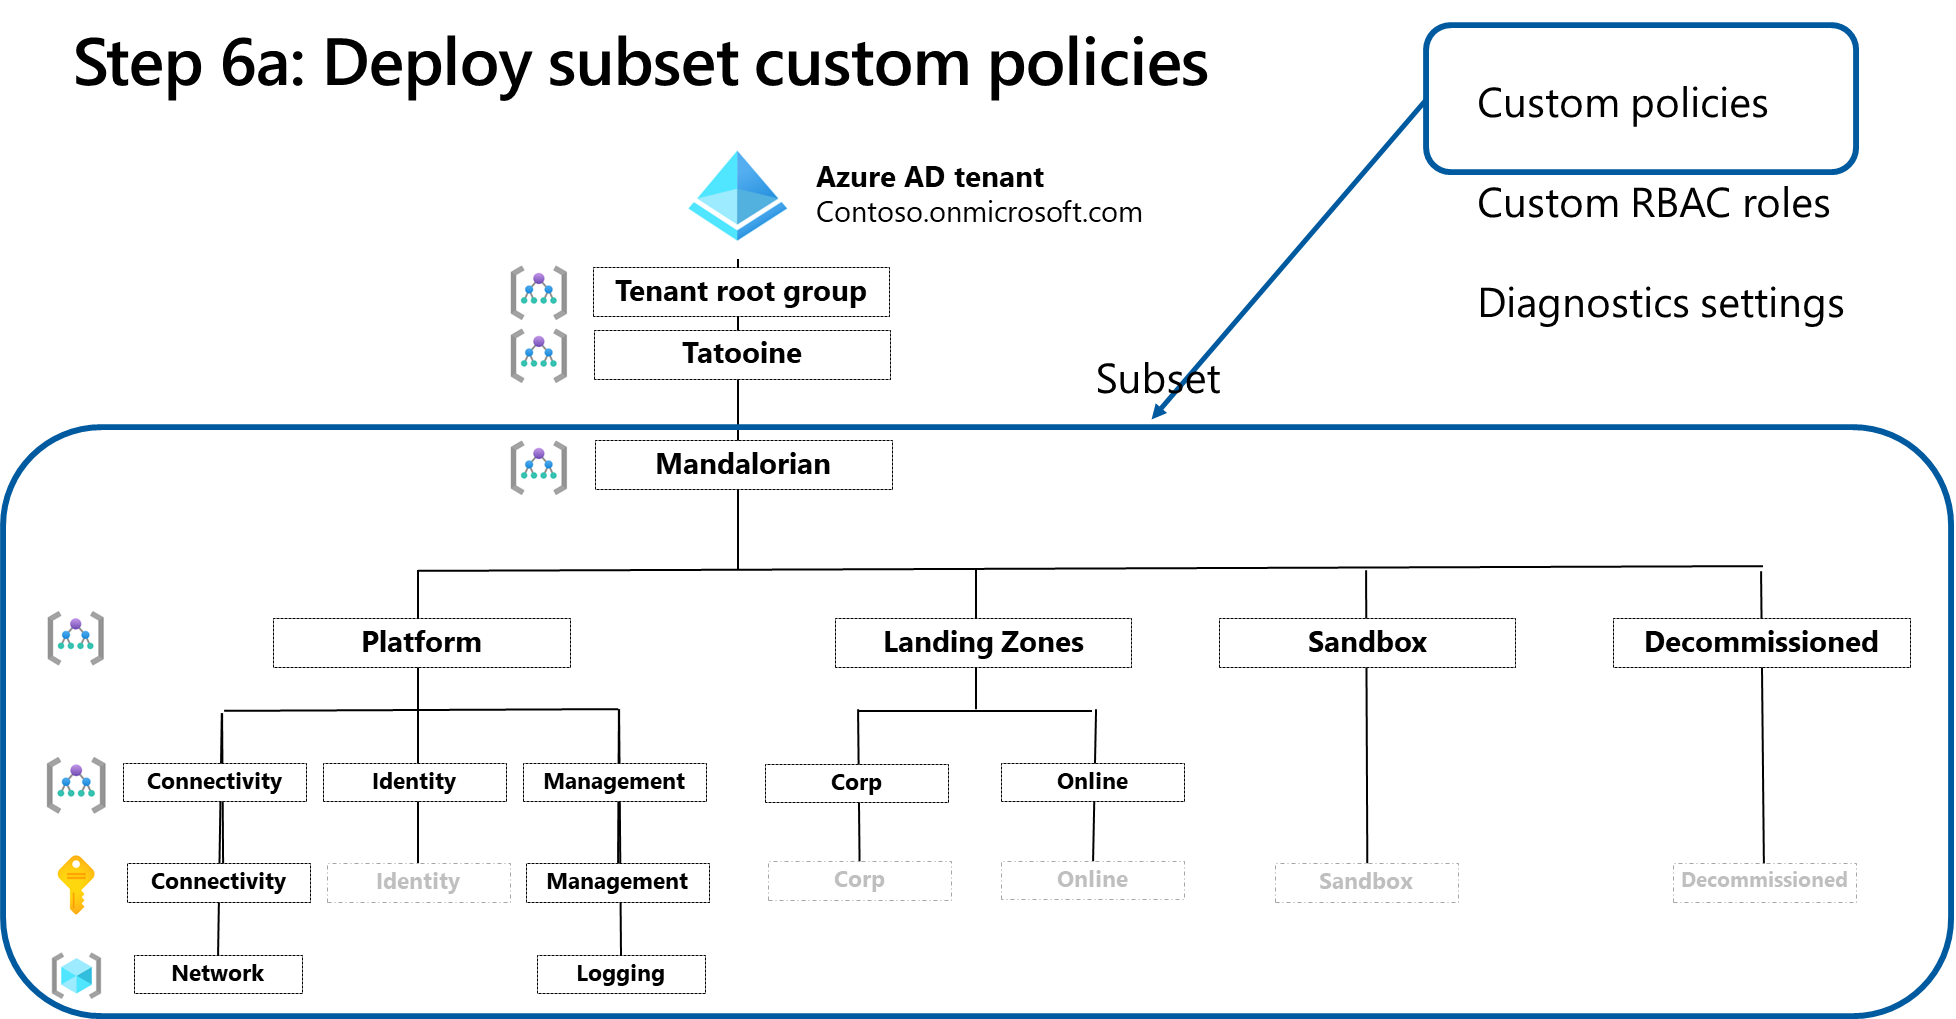 Step 6a: Deploy subset custom policies
Custom policies
Custom RBAC roles
Diagnostics settings
Azure AD tenant
Contoso.onmicrosoft.com
Tenant root group
Tatooine
Subset
Mandalorian
Platform
Landing Zones
Sandbox
Decommissioned
Connectivity
Identity
Management
Corp
Online
Connectivity
Identity
Management
Corp
Online
Sandbox
Decommissioned
Network
Logging